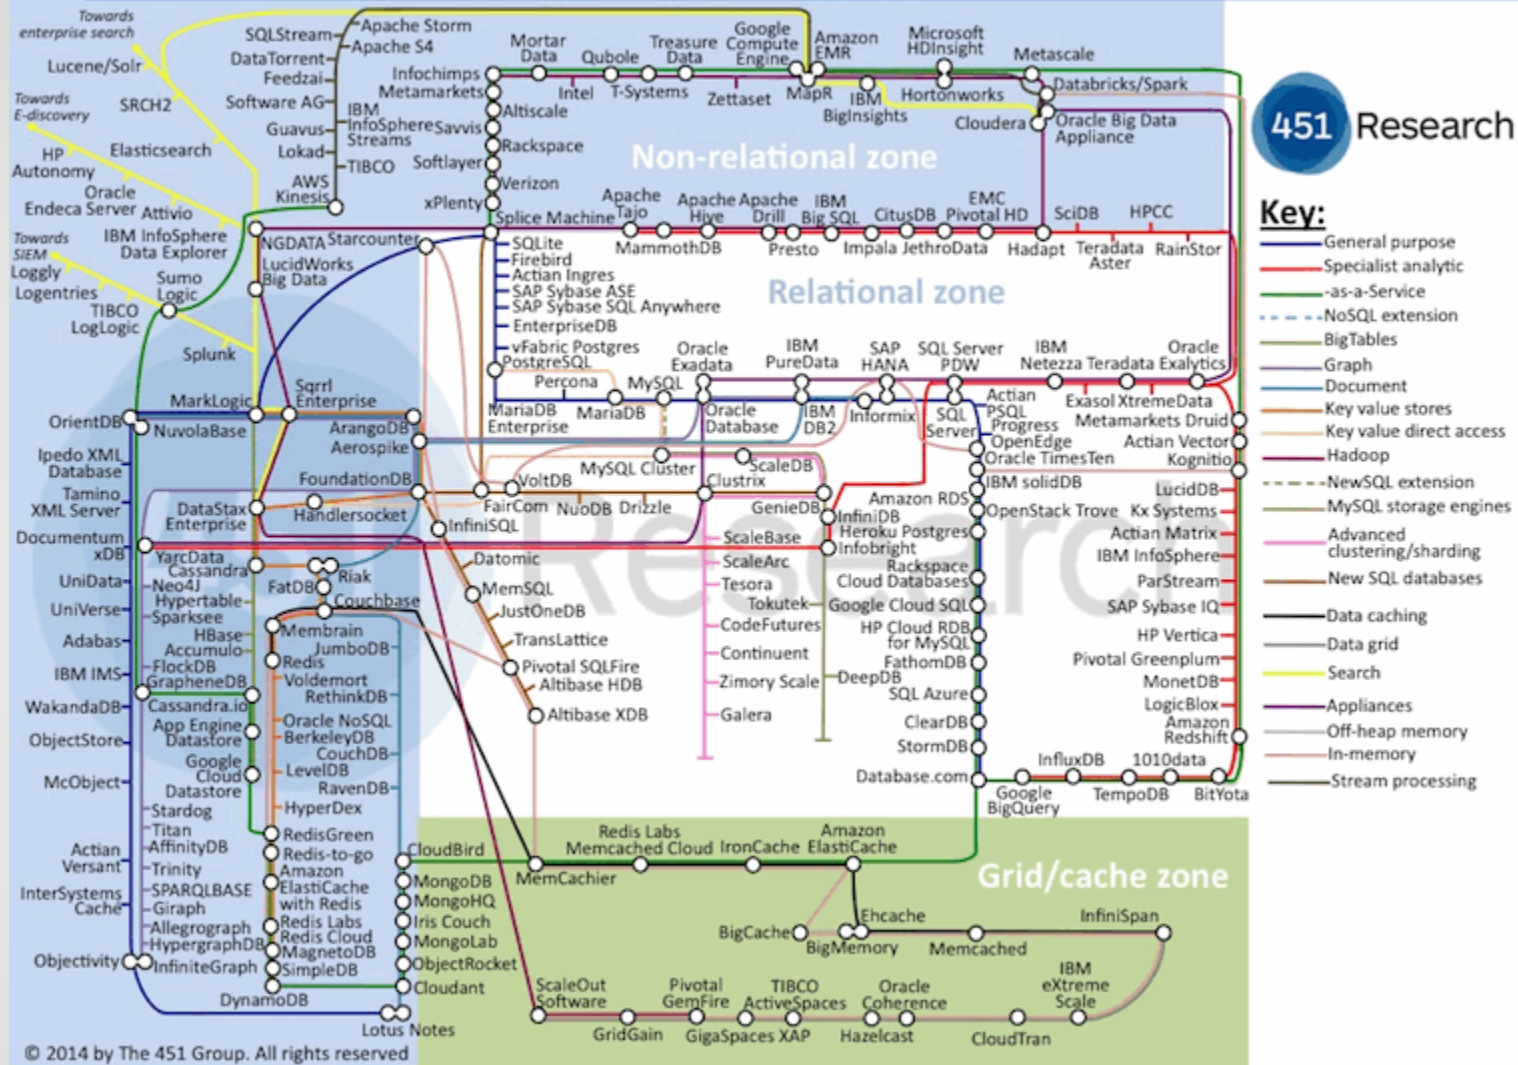 Towards
enterprise search
Lucene/Solr
Towards
E-discovery
SRCH2
HP
Autonomy
Elasticsearch
Oracle
Endeca Server
Attivio
IBM InfoSphere
Data Explorer
Towards
SIEM
Loggly
Logentries
Sumo
Logic
TIBCO
LogLogic
Splunk
SQLStream
DataTorrent
Feedzai
Software AG
Guavus
Lokad
AWS
Kinesis
Apache Storm
Apache S4
IBM
InfoSphere
Streams
TIBCO
Infochimps
Metamarkets
Altiscale
Savvis
Rackspace
Softlayer
Verizon
xPlenty
Splice Machine
Mortar
Data
Intel
Qubole
T-Systems
Treasure
Data
Zettaset
Google
Compute
Engine
Amazon
EMR
MapR
IBM
BigInsights
Microsoft
HDInsight
Hortonworks
Metascale
Databricks/Spark
Cloudera
Oracle Big Data
Appliance
Non-relational zone
Apache
Tajo
MammothDB
Apache
Hive
Apache
Drill
Presto
IBM
Big SQL
Impala
CitusDB
JethroData
EMC
Pivotal HD
Hadapt
SciDB
Teradata
Aster
HPCC
RainStor
NGDATA
Starcounter
LucidWorks
Big Data
SQLite
Firebird
Actian Ingres
SAP Sybase ASE
SAP Sybase SQL Anywhere
EnterpriseDB
vFabric Postgres
PostgreSQL
Percona
MySQL
MariaDB
Enterprise
MariaDB
Relational zone
Oracle
Exadata
Oracle
Database
IBM
PureData
IBM
DB2
SAP
HANA
Informix
SQL Server
PDW
SQL
Server
IBM
Netezza
Teradata
Oracle
Exalytics
Exasol
XtremeData
Metamarkets Druid
Actian Vector
Kognitio
LucidDB
Kx Systems
Actian Matrix
IBM InfoSphere
ParStream
SAP Sybase IQ
HP Vertica
Pivotal Greenplum
MonetDB
LogicBlox
Amazon
Redshift
Actian
PSQL
Progress
OpenEdge
Oracle TimesTen
IBM solidDB
OpenStack Trove
Amazon RDS
InfiniDB
Heroku Postgres
Infobright
Rackspace
Cloud Databases
Google Cloud SQL
HP Cloud RDB
for MySQL
FathomDB
SQL Azure
ClearDB
StormDB
Database.com
Google
BigQuery
InfluxDB
TempoDB
1010data
BitYota
MarkLogic
Sqrrl
Enterprise
OrientDB
NuvolaBase
ArangoDB
Aerospike
FoundationDB
Ipedo XML
Database
Tamino
XML Server
Documentum
xDB
UniData
UniVerse
Adabas
IBM IMS
WakandaDB
ObjectStore
McObject
Actian
Versant
InterSystems
Caché
Objectivity
DataStax
Enterprise
Handlersocket
YarcData
Cassandra
Neo4J
Hypertable
Sparksee
HBase
Accumulo
FlockDB
GrapheneDB
Cassandra.io
App Engine
Datastore
Google
Cloud
Datastore
Stardog
Titan
AffinityDB
Trinity
SPARQLBASE
Giraph
Allegrograph
HypergraphDB
InfiniteGraph
Riak
FatDB
Couchbase
Membrain
JumboDB
Redis
Voldemort
RethinkDB
Oracle NoSQL
BerkeleyDB
CouchDB
LevelDB
RavenDB
HyperDex
RedisGreen
Redis-to-go
Amazon
ElastiCache
with Redis
Redis Labs
Redis Cloud
MagnetoDB
SimpleDB
DynamoDB
CloudBird
MongoDB
MongoHQ
Iris Couch
MongoLab
ObjectRocket
Cloudant
Lotus Notes
MySQL Cluster
ScaleDB
VoltDB
FairCom
NuoDB
Drizzle
Clustrix
GenieDB
InfiniSQL
Datomic
MemSQL
JustOneDB
TransLattice
Pivotal SQLFire
Altibase HDB
Altibase XDB
ScaleBase
ScaleArc
Tesora
CodeFutures
Continuent
Zimory Scale
Galera
Tokutek
DeepDB
Research
MemCachier
Redis Labs
Memcached Cloud
IronCache
Amazon
ElastiCache
Grid/cache zone
BigCache
BigMemory
Ehcache
Memcached
InfiniSpan
ScaleOut
Software
GridGain
Pivotal
GemFire
GigaSpaces XAP
TIBCO
ActiveSpaces
Hazelcast
Oracle
Coherence
CloudTran
IBM
eXtreme
Scale
451 Research
Key:
General purpose
Specialist analytic
-as-a-Service
NoSQL extension
BigTables
Graph
Document
Key value stores
Key value direct access
Hadoop
NewSQL extension
MySQL storage engines
Advanced
clustering/sharding
New SQL databases
Data caching
Data grid
Search
Appliances
Off-heap memory
In-memory
Stream processing
© 2014 by The 451 Group. All rights reserved